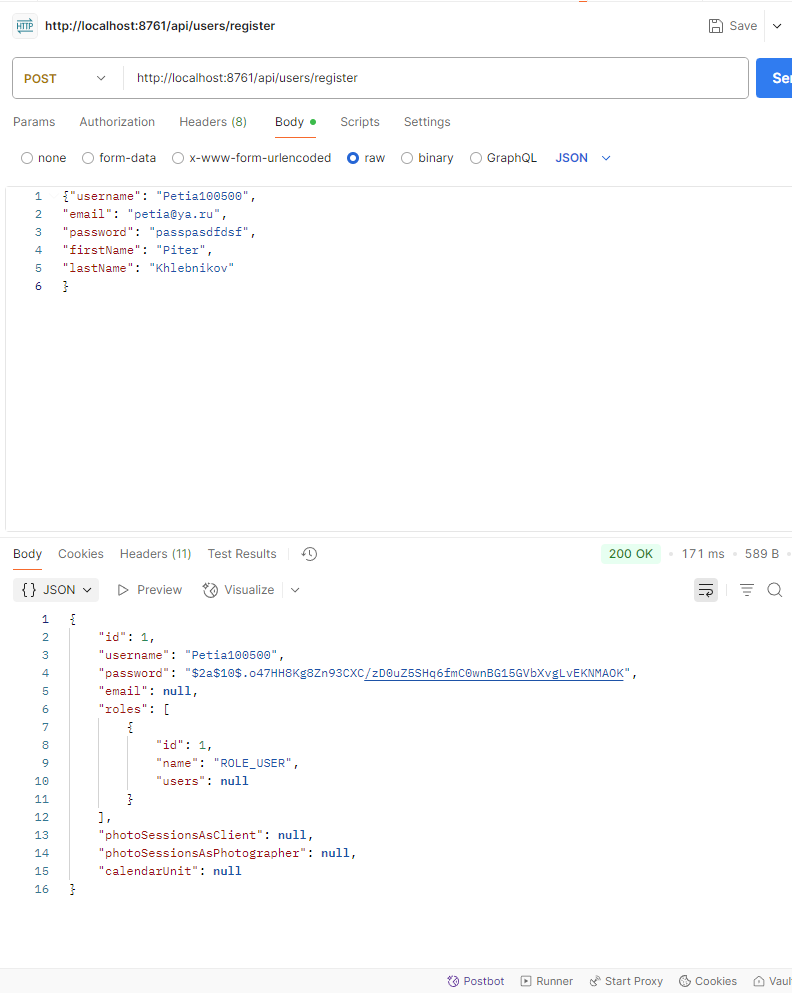 HTTP http://localhost:8761/api/users/register Save
POST http://localhost:8761/api/users/register Se
Params Authorization Headers (8) Body Scripts Settings
none form-data x-www-form-urlencoded raw binary GraphQL JSON
1 {"username": "Petia100500",
2 "email": "petia@ya.ru",
3 "password": "passpasdfdsf",
4 "firstName": "Piter",
5 "lastName": "Khlebnikov"
6 }
Body Cookies Headers (11) Test Results 200 OK 171 ms 589 B
{} JSON Preview Visualize
1 {
2 "id": 1,
3 "username": "Petia100500",
4 "password": "$2a$10$.o47HH8Kg8Zn93CXC/zD0uZ5SHq6fmC0wnBG15GVbXvgLvEKNMAOK",
5 "email": null,
6 "roles": [
7 {
8 "id": 1,
9 "name": "ROLE_USER",
10 "users": null
11 }
12 ],
13 "photoSessionsAsClient": null,
14 "photoSessionsAsPhotographer": null,
15 "calendarUnit": null
16 }
Postbot Runner Start Proxy Cookies Vaul